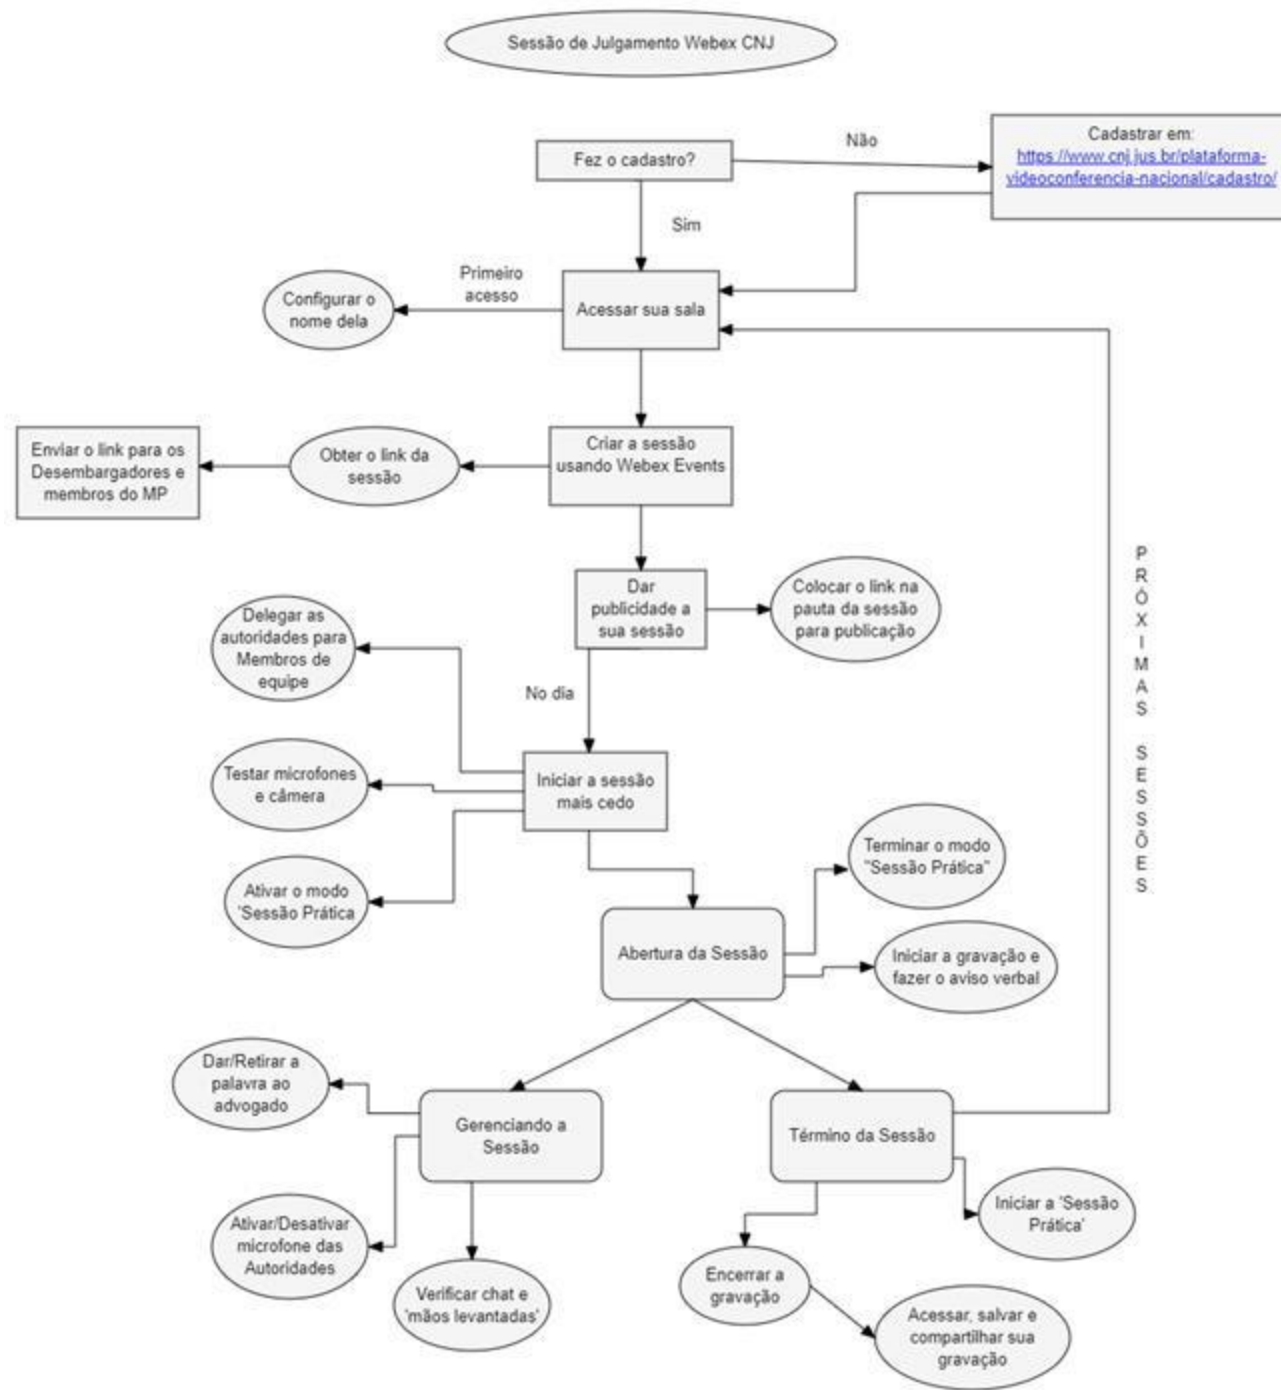 Sessão de Julgamento Webex CNJ
Fez o cadastro?
Não
Cadastrar em:
https://www.cnj.jus.br/plataforma-
videoconferencia-nacional/cadastro/
Sim
Primeiro
acesso
Configurar o
nome dela
Acessar sua sala
Enviar o link para os
Desembargadores e
membros do MP
Obter o link da
sessão
Criar a sessão
usando Webex Events
Dar
publicidade a
sua sessão
Colocar o link na
pauta da sessão
para publicação
PRÓXIMAS SESSÕES
Delegar as
autoridades para
Membros de
equipe
No dia
Testar microfones
e câmera
Iniciar a sessão
mais cedo
Ativar o modo
'Sessão Prática
Terminar o modo
"Sessão Prática"
Abertura da Sessão
Iniciar a gravação e
fazer o aviso verbal
Dar/Retirar a
palavra ao
advogado
Gerenciando a
Sessão
Término da Sessão
Ativar/Desativar
microfone das
Autoridades
Verificar chat e
'mãos levantadas'
Iniciar a 'Sessão
Prática'
Encerrar a
gravação
Acessar, salvar e
compartilhar sua
gravação